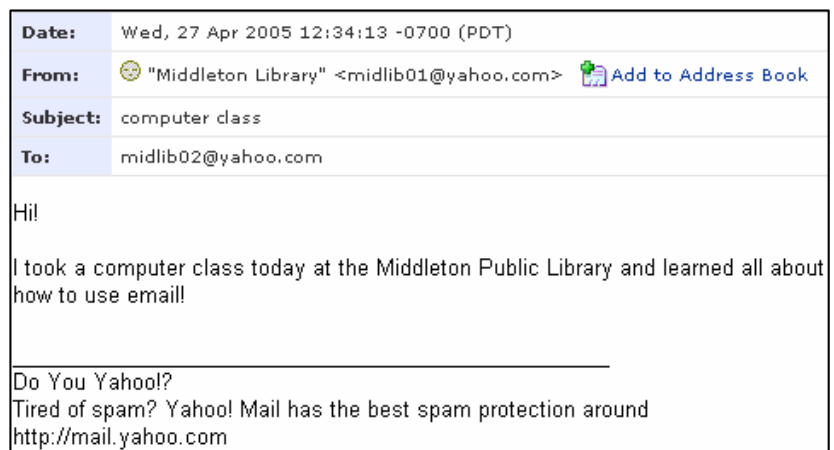 Date: Wed, 27 Apr 2005 12:34:13 -0700 (PDT)
From: "Middleton Library" <midlib01@yahoo.com> Add to Address Book
Subject: computer class
To: midlib02@yahoo.com
Hi!
I took a computer class today at the Middleton Public Library and learned all about
how to use email!
Do You Yahoo!?
Tired of spam? Yahoo! Mail has the best spam protection around
http://mail.yahoo.com